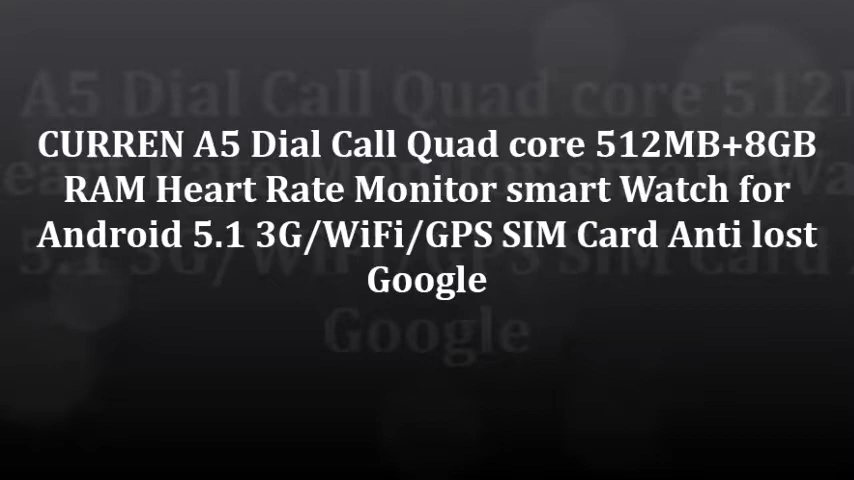 CURREN A5 Dial Call Quad core 512MB+8GB
RAM Heart Rate Monitor smart Watch for
Android 5.1 3G/WiFi/GPS SIM Card Anti lost
Google